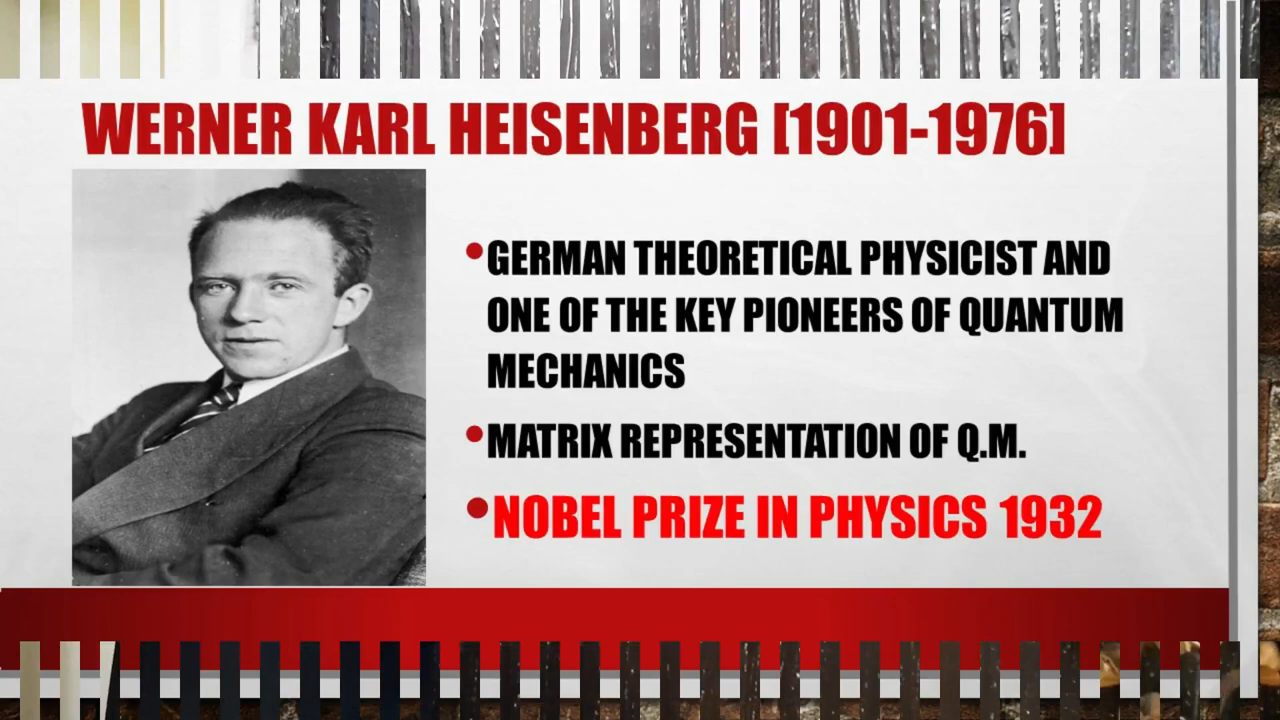 WERNER KARL HEISENBERG [1901-1976]
•GERMAN THEORETICAL PHYSICIST AND
ONE OF THE KEY PIONEERS OF QUANTUM
MECHANICS
•MATRIX REPRESENTATION OF Q.M.
•NOBEL PRIZE IN PHYSICS 1932